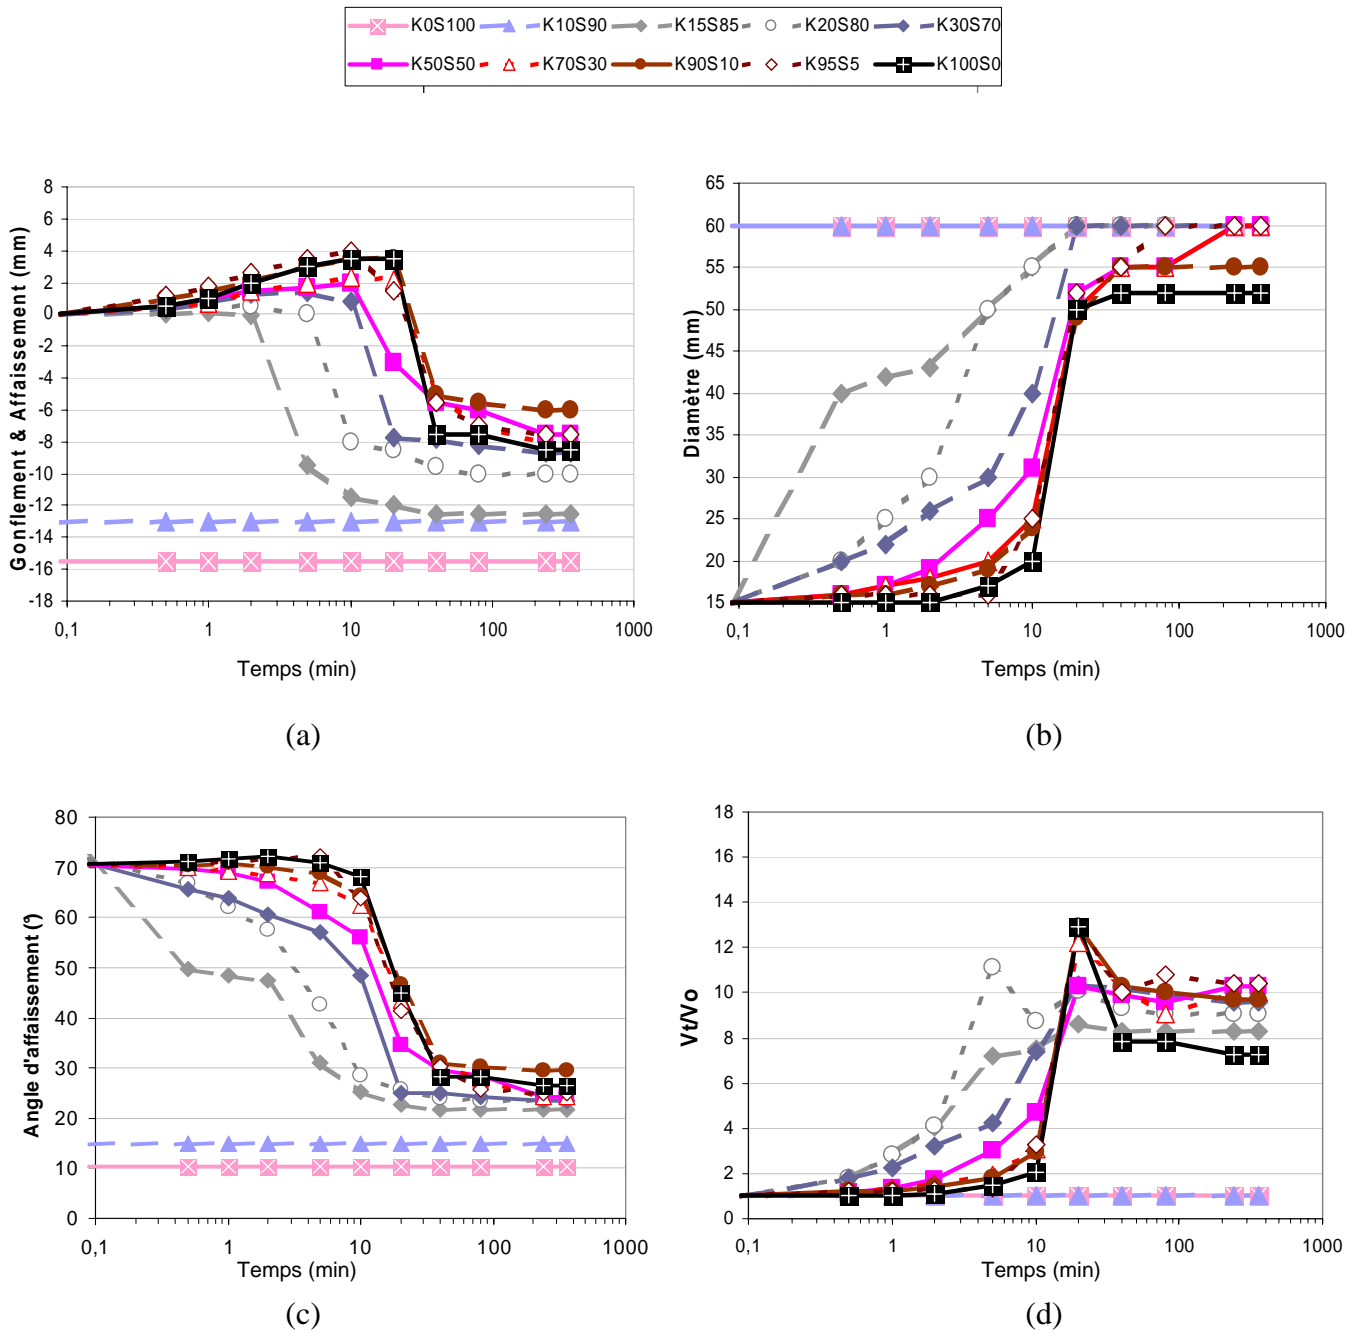 K0S100 K10S90 K15S85 K20S80 K30S70
K50S50 K70S30 K90S10 K95S5 K100S0
Gonflement & Affaissement (mm)
8
6
4
2
0
-2
-4
-6
-8
-10
-12
-14
-16
-18
0,1 1 10 100 1000
Temps (min)
(a)
Diamètre (mm)
65
60
55
50
45
40
35
30
25
20
15
0,1 1 10 100 1000
Temps (min)
(b)
Angle d'affaissement (°)
80
70
60
50
40
30
20
10
0
0,1 1 10 100 1000
Temps (min)
(c)
Vt/Vo
18
16
14
12
10
8
6
4
2
0
0,1 1 10 100 1000
Temps (min)
(d)